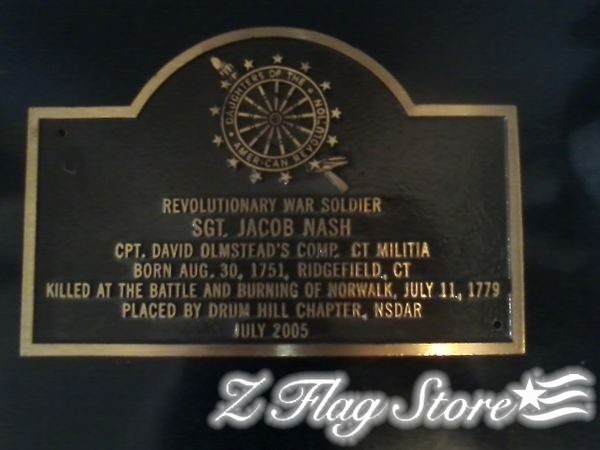 DAUGHTERS OF THE AMERICAN REVOLUTION
REVOLUTIONARY WAR SOLDIER
SGT. JACOB NASH
CPT. DAVID OLMSTEAD'S COMP. CT MILITIA
BORN AUG. 30, 1751, RIDGEFIELD, CT
KILLED AT THE BATTLE AND BURNING OF NORWALK, JULY 11, 1779
PLACED BY DRUM HILL CHAPTER, NSDAR
JULY 2005
Z Flag Store